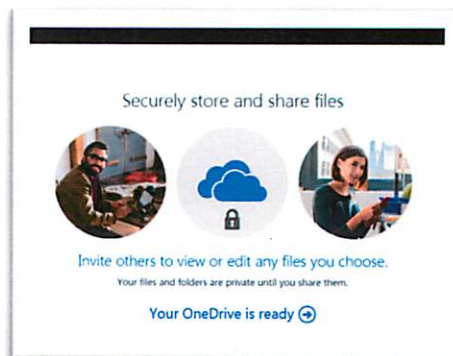 Securely store and share files
Invite others to view or edit any files you choose.
Your files and folders are private until you share them.
Your OneDrive is ready